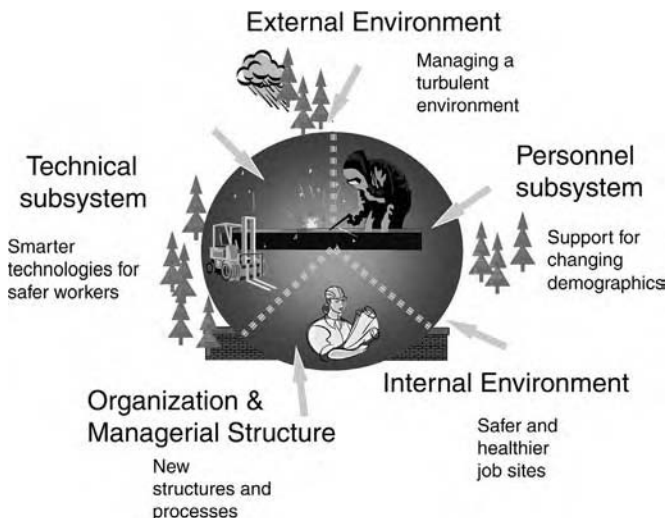 External Environment
Managing a
turbulent
environment
Technical
subsystem
Smarter
technologies for
safer workers
Personnel
subsystem
Support for
changing
demographics
Internal Environment
Safer and
healthier
job sites
Organization &
Managerial Structure
New
structures and
processes